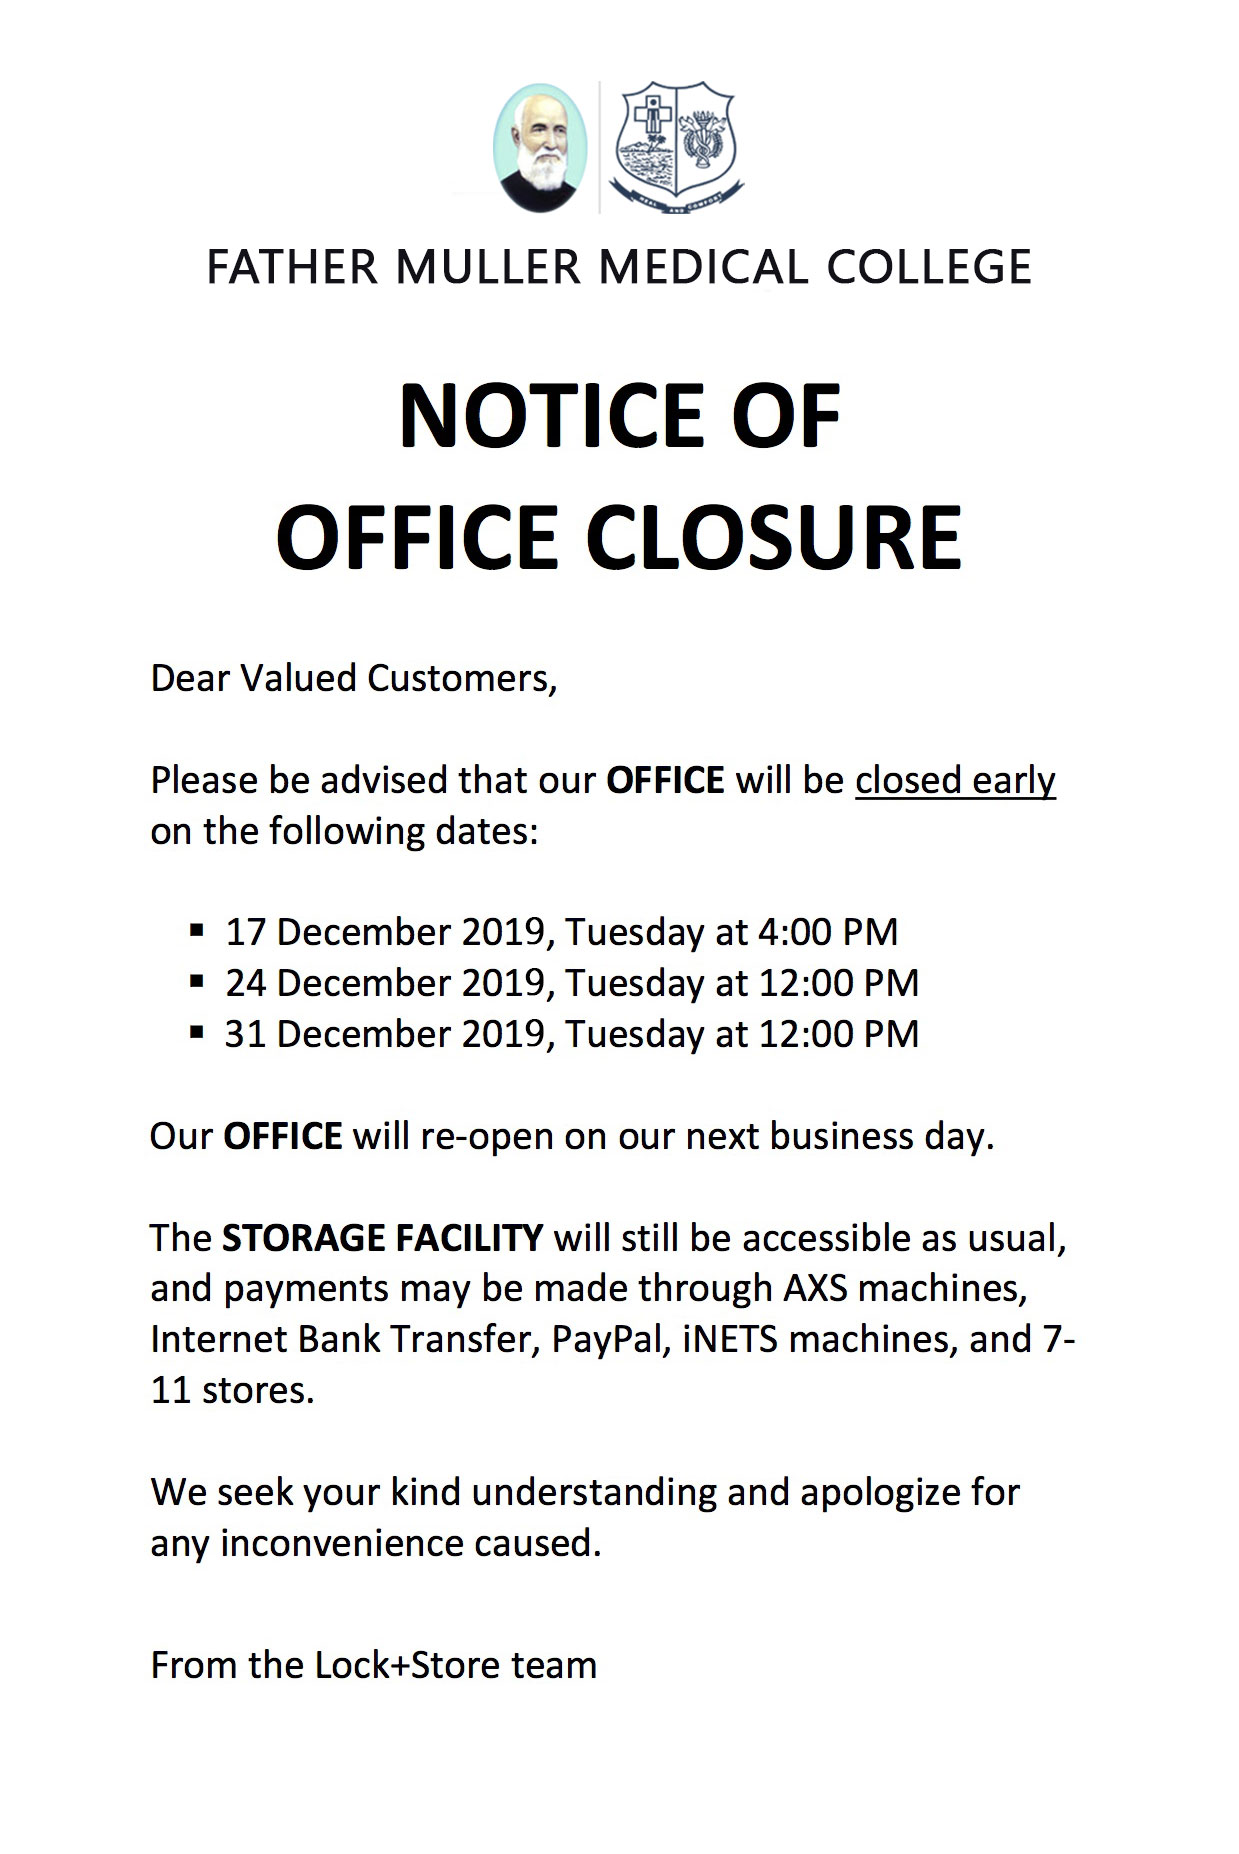 HEAL AND COMFORT
FATHER MULLER MEDICAL COLLEGE
NOTICE OF
OFFICE CLOSURE
Dear Valued Customers,
Please be advised that our OFFICE will be closed early
on the following dates:
▪ 17 December 2019, Tuesday at 4:00 PM
▪ 24 December 2019, Tuesday at 12:00 PM
▪ 31 December 2019, Tuesday at 12:00 PM
Our OFFICE will re-open on our next business day.
The STORAGE FACILITY will still be accessible as usual,
and payments may be made through AXS machines,
Internet Bank Transfer, PayPal, iNETS machines, and 7-
11 stores.
We seek your kind understanding and apologize for
any inconvenience caused.
From the Lock+Store team